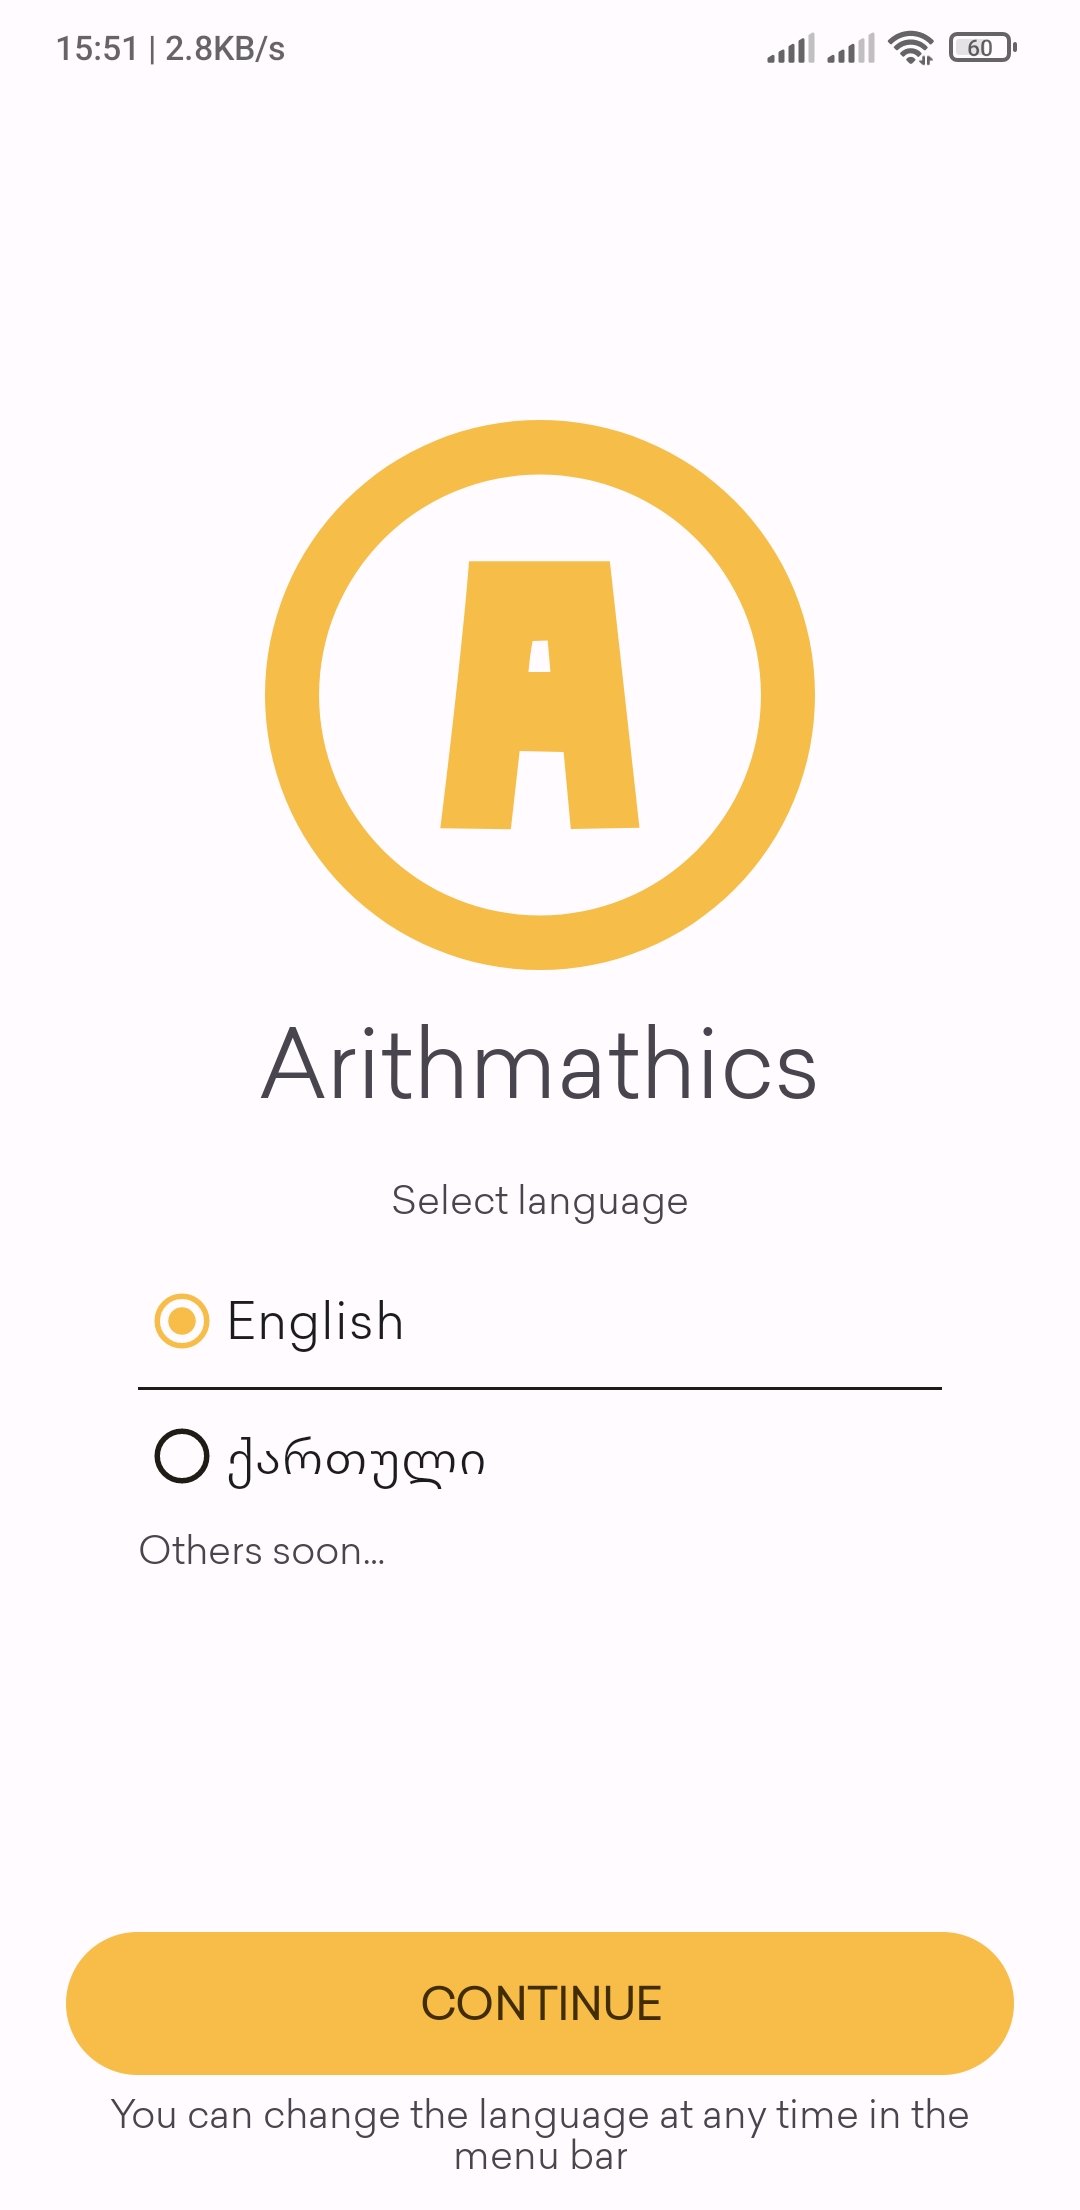 15:51 | 2.8KB/s
60
A
Arithmathics
Select language
English
ქართული
Others soon...
CONTINUE
You can change the language at any time in the
menu bar